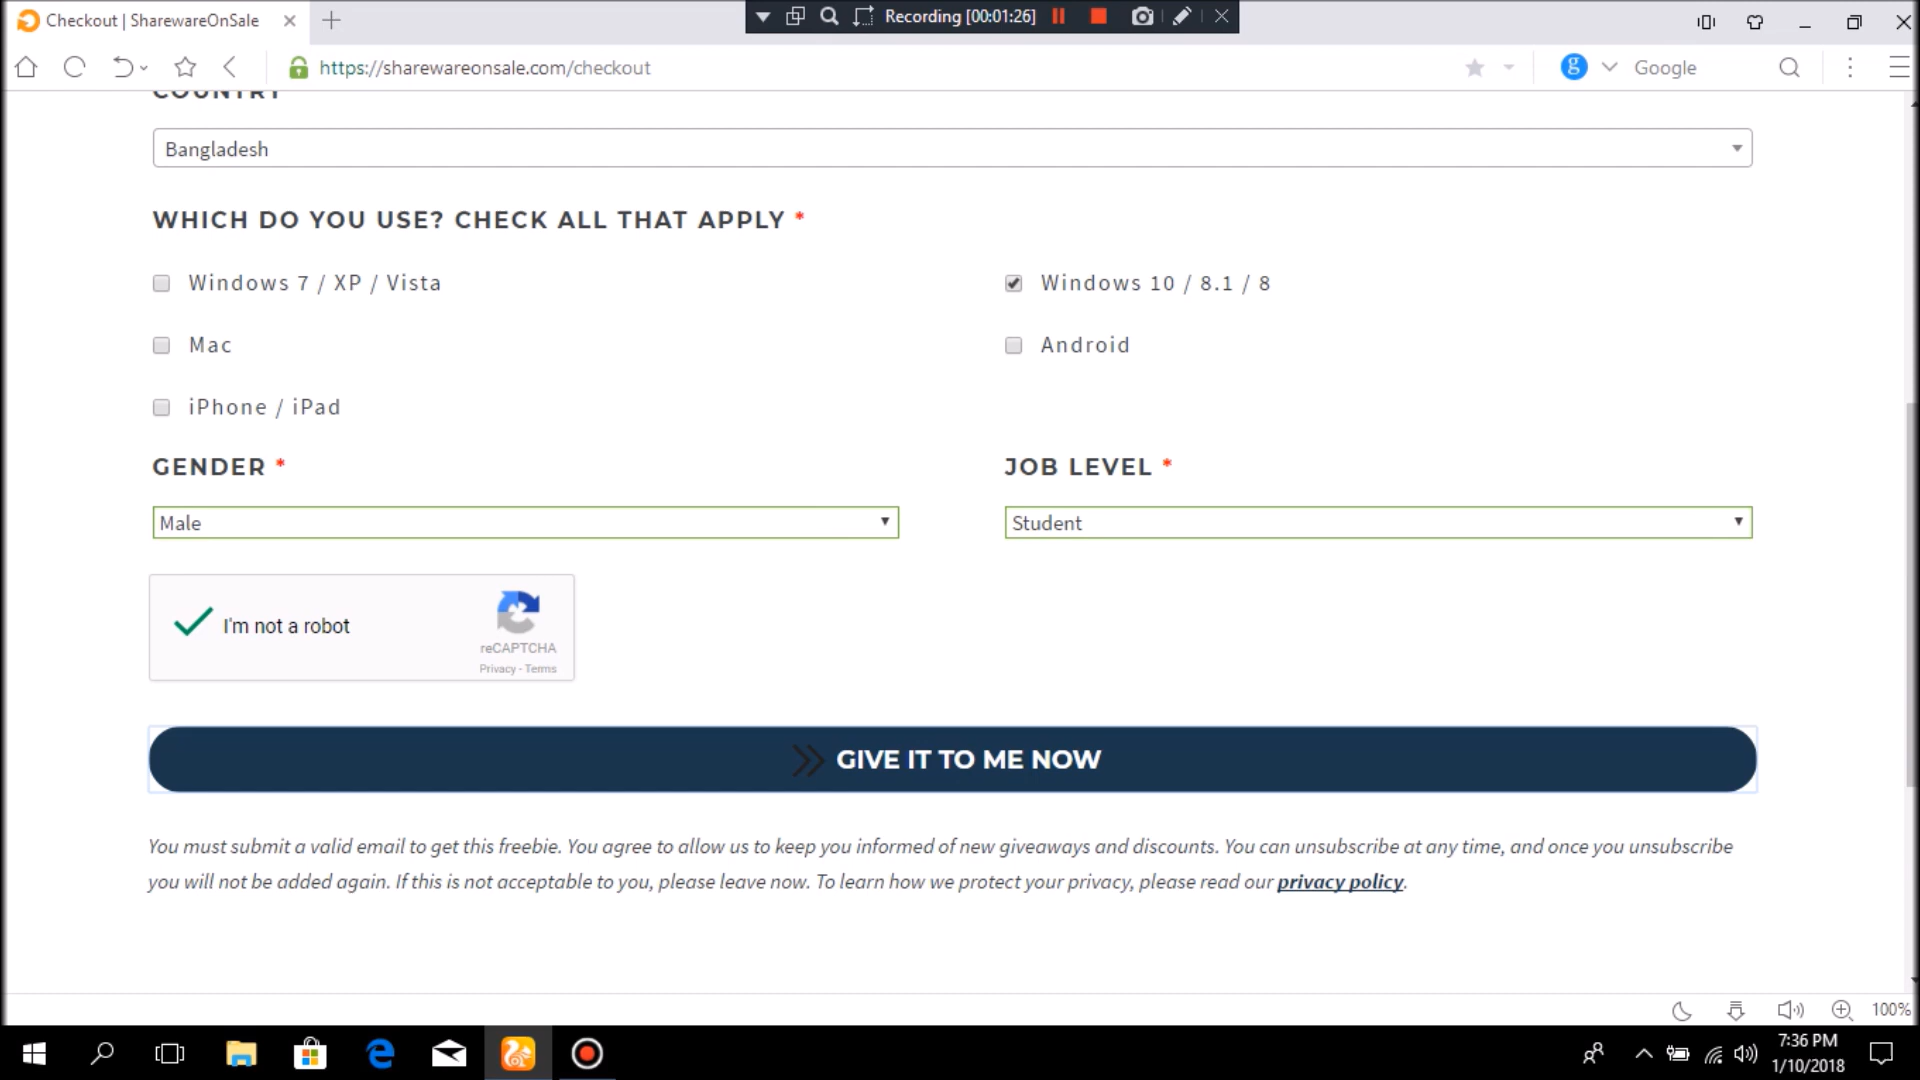 Checkout | SharewareOnSale
Recording [00:01:26]
https://sharewareonsale.com/checkout
Google
COUNTRY
Bangladesh
WHICH DO YOU USE? CHECK ALL THAT APPLY *
Windows 7 / XP / Vista
Windows 10 / 8.1 / 8
Mac
Android
iPhone / iPad
GENDER *
JOB LEVEL *
Male
Student
I'm not a robot
reCAPTCHA
Privacy - Terms
GIVE IT TO ME NOW
You must submit a valid email to get this freebie. You agree to allow us to keep you informed of new giveaways and discounts. You can unsubscribe at any time, and once you unsubscribe
you will not be added again. If this is not acceptable to you, please leave now. To learn how we protect your privacy, please read our privacy policy.
100%
7:36 PM
1/10/2018